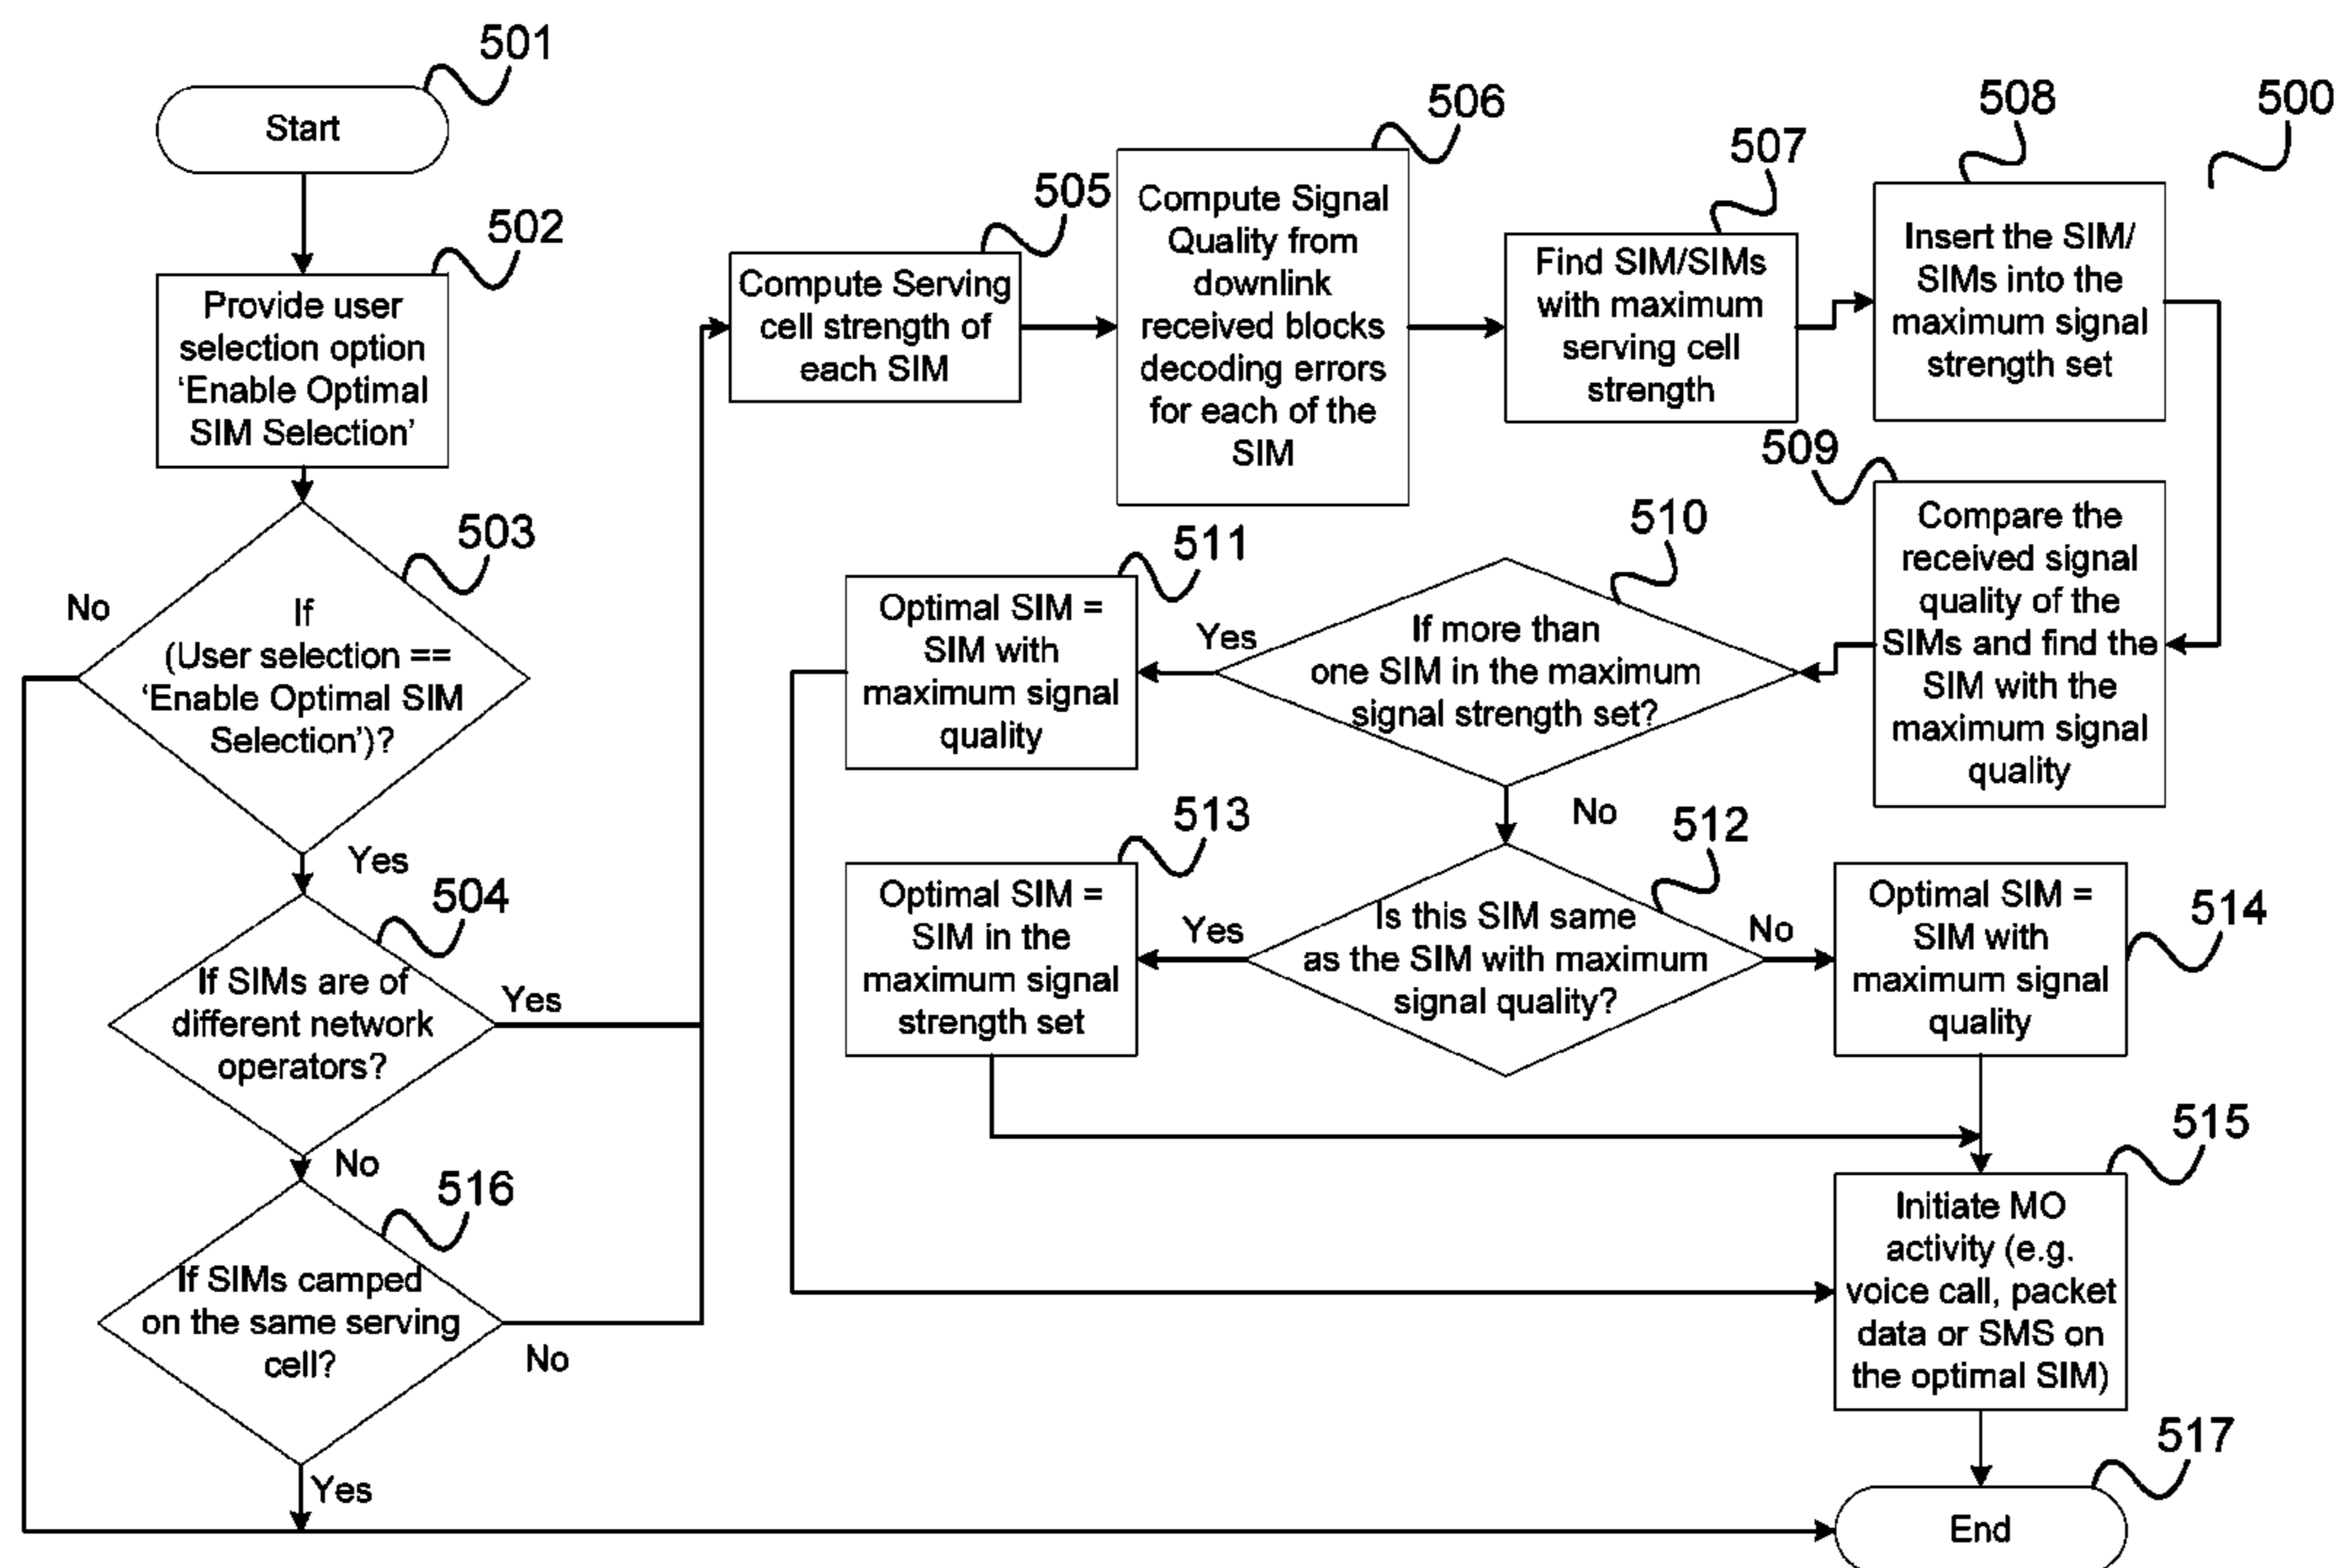 501
Start
502
Provide user
selection option
‘Enable Optimal
SIM Selection’
503
If
(User selection ==
‘Enable Optimal SIM
Selection’)?
No
Yes
504
If SIMs are of
different network
operators?
Yes
No
516
If SIMs camped
on the same serving
cell?
No
Yes
505
Compute Serving
cell strength of
each SIM
506
Compute Signal
Quality from
downlink
received blocks
decoding errors
for each of the
SIM
507
Find SIM/SIMs
with maximum
serving cell
strength
508
Insert the SIM/
SIMs into the
maximum signal
strength set
500
509
Compare the
received signal
quality of the
SIMs and find the
SIM with the
maximum signal
quality
510
If more than
one SIM in the maximum
signal strength set?
Yes
No
511
Optimal SIM =
SIM with
maximum signal
quality
512
Is this SIM same
as the SIM with maximum
signal quality?
Yes
No
513
Optimal SIM =
SIM in the
maximum signal
strength set
514
Optimal SIM =
SIM with
maximum signal
quality
515
Initiate MO
activity (e.g.
voice call, packet
data or SMS on
the optimal SIM)
517
End